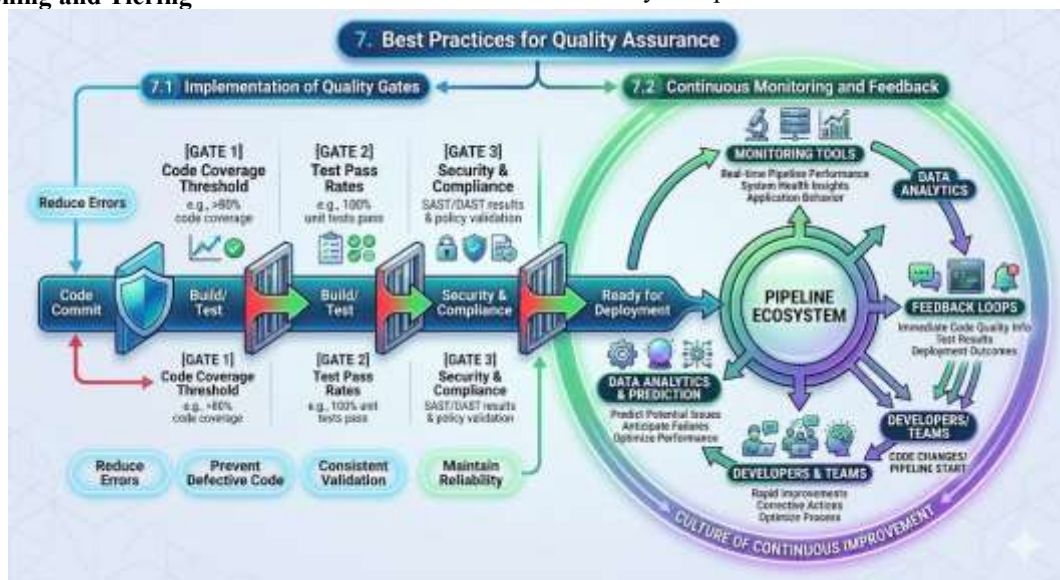 7. Best Practices for Quality Assurance
7.1 Implementation of Quality Gates
7.2 Continuous Monitoring and Feedback
Reduce Errors
[GATE 1]
Code Coverage
Threshold
e.g., >80%
code coverage
[GATE 2]
Test Pass
Rates
e.g., 100%
unit tests pass
[GATE 3]
Security &
Compliance
SAST/DAST results
& policy validation
Code
Commit
Build/
Test
Build/
Test
Security &
Compliance
Ready for
Deployment
[GATE 1]
Code Coverage
Threshold
e.g., >80%
code coverage
[GATE 2]
Test Pass
Rates
e.g., 100% unit
tests pass
[GATE 3]
Security &
Compliance
SAST/DAST results
& policy validation
Reduce
Errors
Prevent
Defective Code
Consistent
Validation
Maintain
Reliability
MONITORING TOOLS
Real-time Pipeline Performance
System Health Insights
Application Behavior
DATA
ANALYTICS
PIPELINE
ECOSYSTEM
FEEDBACK LOOPS
Immediate Code Quality Info
Test Results
Deployment Outcomes
DATA ANALYTICS
& PREDICTION
Predict Potential Issues
Anticipate Failures
Optimize Performance
DEVELOPERS/
TEAMS
CODE CHANGES/
PIPELINE START
DEVELOPERS & TEAMS
Rapid Improvements
Corrective Actions
Optimize Process
CULTURE OF CONTINUOUS IMPROVEMENT